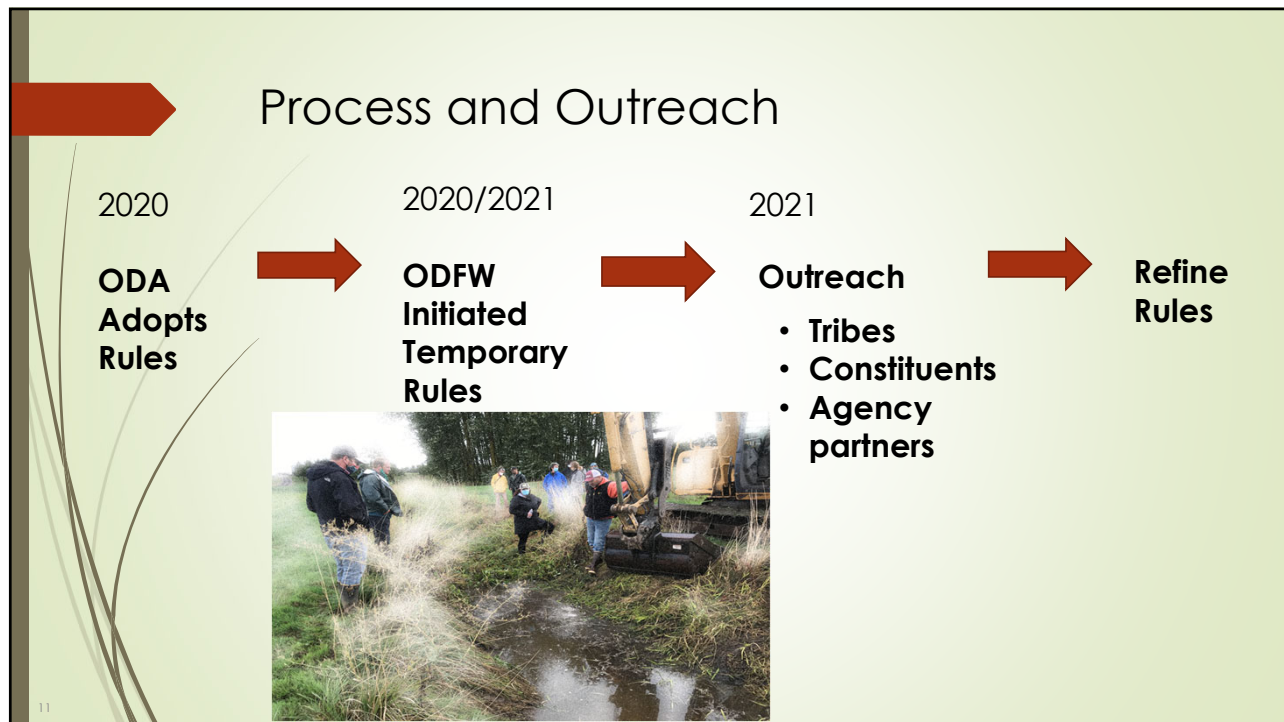 Process and Outreach
2020
ODA
Adopts
Rules
2020/2021
ODFW
Initiated
Temporary
Rules
2021
Outreach
• Tribes
• Constituents
• Agency
partners
Refine
Rules
11